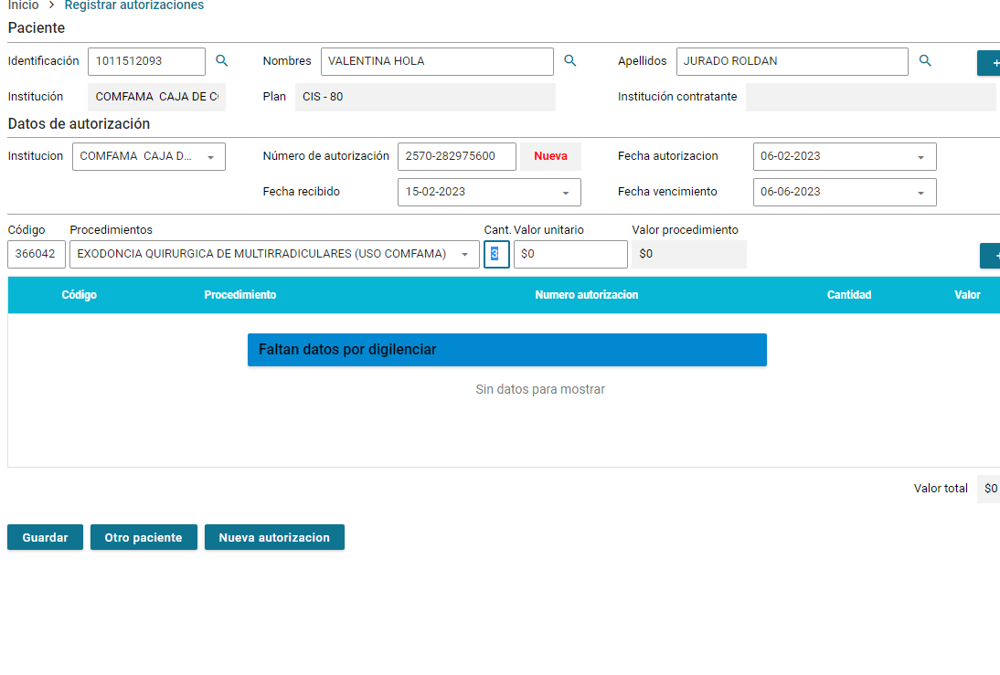 Inicio > Registrar autorizaciones
Paciente
Identificación 1011512093 Nombres VALENTINA HOLA Apellidos JURADO ROLDAN +
Institución COMFAMA CAJA DE C Plan CIS - 80 Institución contratante
Datos de autorización
Institucion COMFAMA CAJA D... Número de autorización 2570-282975600 Nueva Fecha autorizacion 06-02-2023
Fecha recibido 15-02-2023 Fecha vencimiento 06-06-2023
Código Procedimientos Cant. Valor unitario Valor procedimiento
366042 EXODONCIA QUIRURGICA DE MULTIRRADICULARES (USO COMFAMA) 3 $0 $0 +
Código Procedimiento Numero autorizacion Cantidad Valor
Faltan datos por digilenciar
Sin datos para mostrar
Valor total $0
Guardar Otro paciente Nueva autorizacion